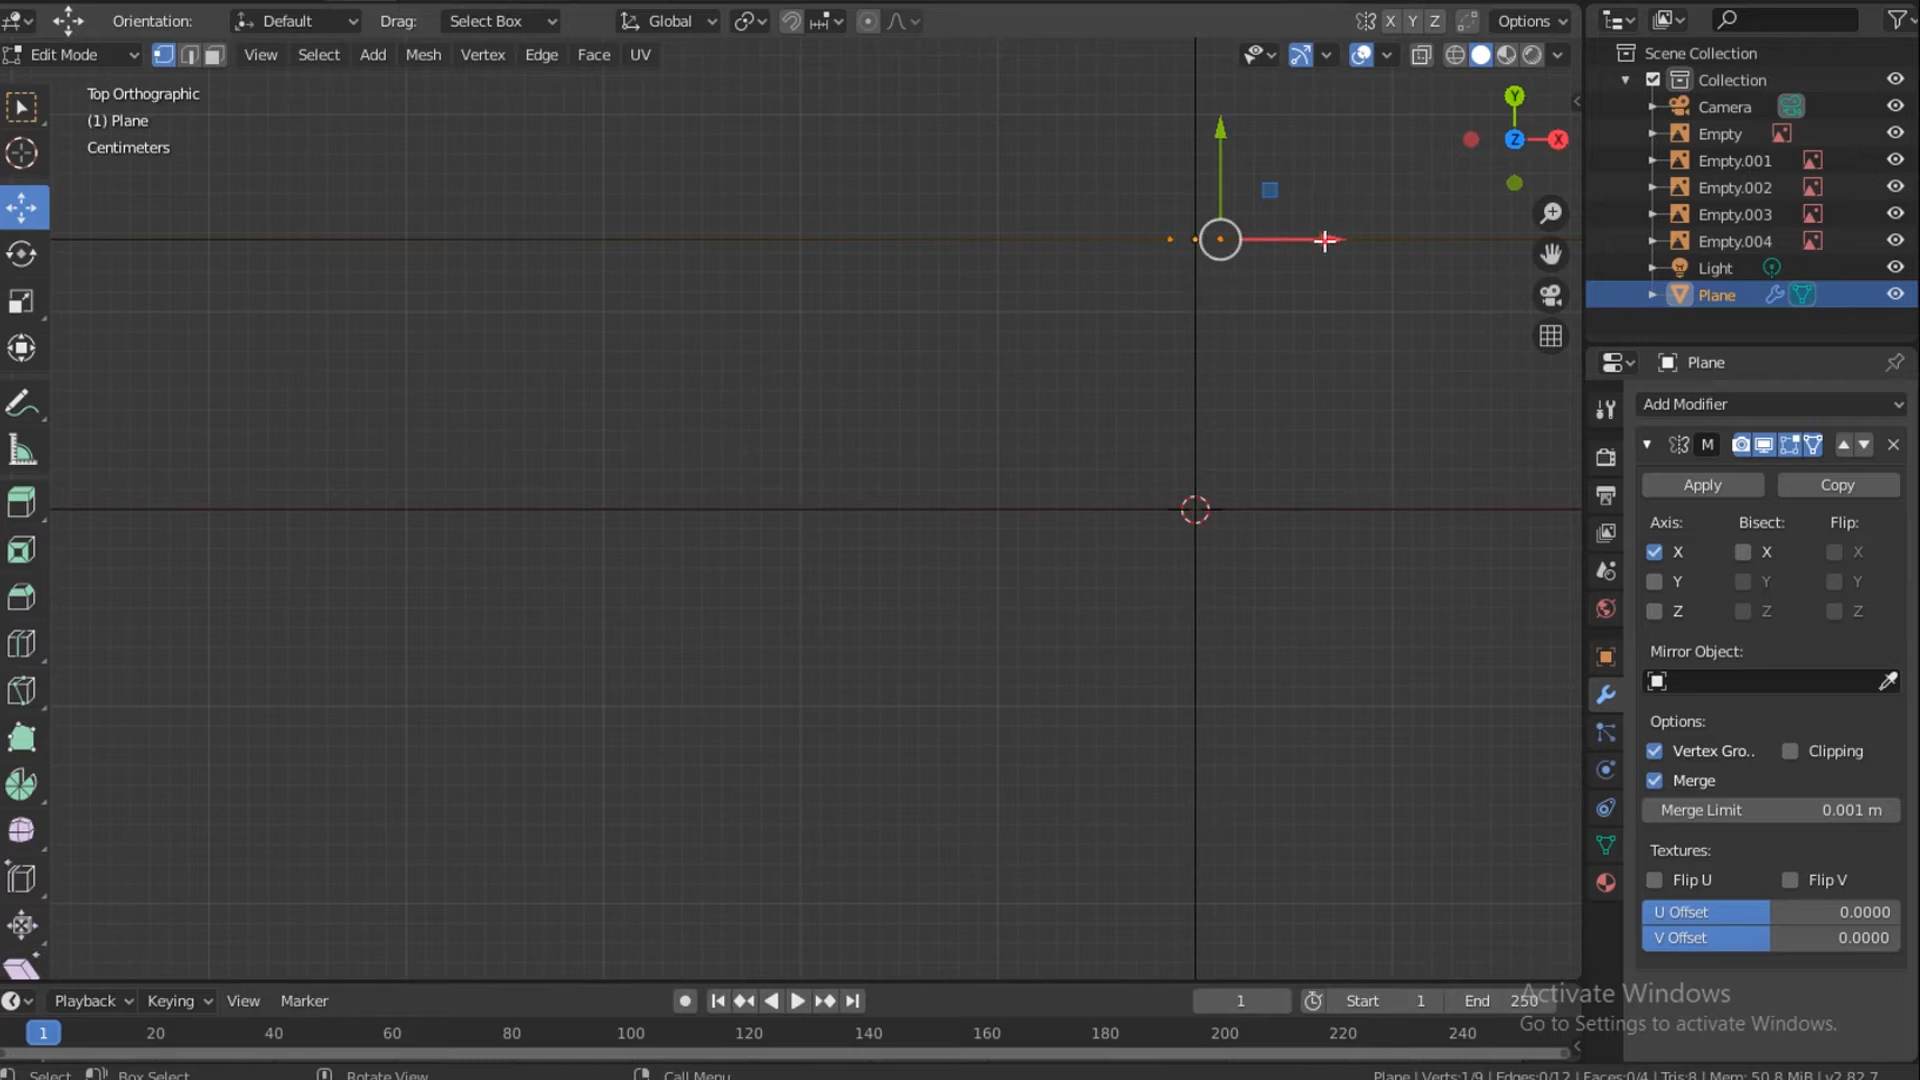 Orientation: Default Drag: Select Box Global X Y Z Options
Edit Mode View Select Add Mesh Vertex Edge Face UV
Top Orthographic
(1) Plane
Centimeters
Y
Z X
Scene Collection
Collection
Camera
Empty
Empty.001
Empty.002
Empty.003
Empty.004
Light
Plane
Plane
Add Modifier
M
Apply Copy
Axis: Bisect: Flip:
X X X
Y Y Y
Z Z Z
Mirror Object:
Options:
Vertex Gro.. Clipping
Merge
Merge Limit 0.001 m
Textures:
Flip U Flip V
U Offset 0.0000
V Offset 0.0000
Playback Keying View Marker 1 Start 1 End 250
1 20 40 60 80 100 120 140 160 180 200 220 240
Activate Windows
Go to Settings to activate Windows.
Select Box Select Rotate View Call Menu Plane | Verts:1/9 | Edges:0/12 | Faces:0/4 | Tris:8 | Mem: 50.8 MiB | v2.82.7